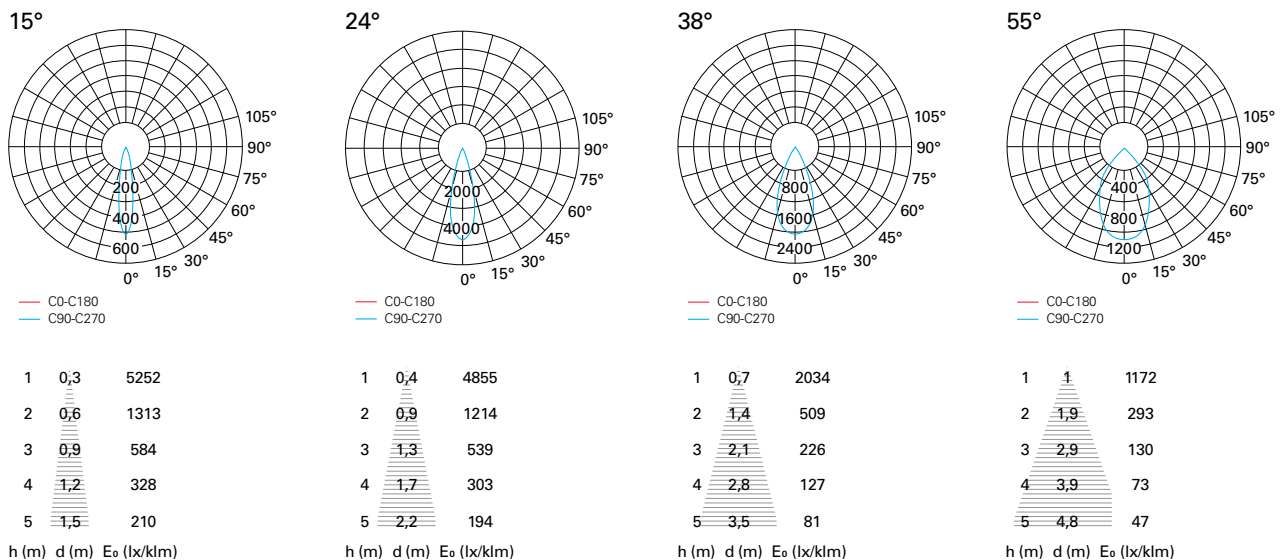 15°
105°
90°
75°
60°
45°
30°
15°
0°
200
400
600
C0-C180
C90-C270
1 0,3 5252
2 0,6 1313
3 0,9 584
4 1,2 328
5 1,5 210
h (m) d (m) E₀ (lx/klm)
24°
105°
90°
75°
60°
45°
30°
15°
0°
2000
4000
C0-C180
C90-C270
1 0,4 4855
2 0,9 1214
3 1,3 539
4 1,7 303
5 2,2 194
h (m) d (m) E₀ (lx/klm)
38°
105°
90°
75°
60°
45°
30°
15°
0°
800
1600
2400
C0-C180
C90-C270
1 0,7 2034
2 1,4 509
3 2,1 226
4 2,8 127
5 3,5 81
h (m) d (m) E₀ (lx/klm)
55°
105°
90°
75°
60°
45°
30°
15°
0°
400
800
1200
C0-C180
C90-C270
1 1 1172
2 1,9 293
3 2,9 130
4 3,9 73
5 4,8 47
h (m) d (m) E₀ (lx/klm)